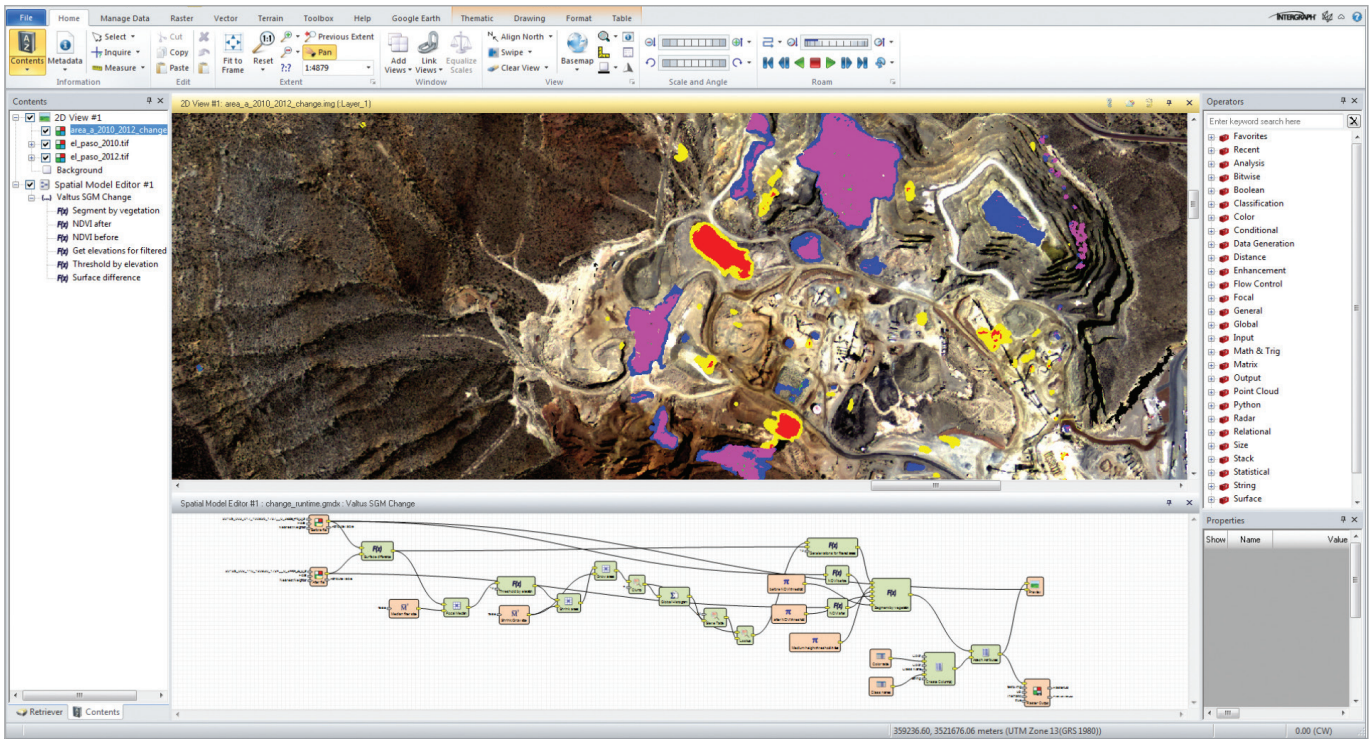 File Home Manage Data Raster Vector Terrain Toolbox Help Google Earth Thematic Drawing Format Table INTERGRAPH
Contents Metadata Select Inquire Measure Cut Copy Paste Fit to Frame Reset Previous Extent Pan 1:4879 Add Views Link Views Equalize Scales Align North Swipe Clear View Basemap
Information Edit Extent Window View Scale and Angle Roam
Contents
2D View #1
area_a_2010_2012_change
el_paso_2010.tif
el_paso_2012.tif
Background
Spatial Model Editor #1
Valtus SGM Change
Segment by vegetation
NDVI after
NDVI before
Get elevations for filtered
Threshold by elevation
Surface difference
Retriever Contents
2D View #1: area_a_2010_2012_change.img (:Layer_1)
Spatial Model Editor #1 : change_runtime.gmdx : Valtus SGM Change
Operators
Enter keyword search here
Favorites
Recent
Analysis
Bitwise
Boolean
Classification
Color
Conditional
Data Generation
Distance
Enhancement
Flow Control
Focal
General
Global
Input
Math & Trig
Matrix
Output
Point Cloud
Python
Radar
Relational
Size
Stack
Statistical
String
Surface
Properties
Show Name Value
359236.60, 3521676.06 meters (UTM Zone 13(GRS 1980)) 0.00 (CW)